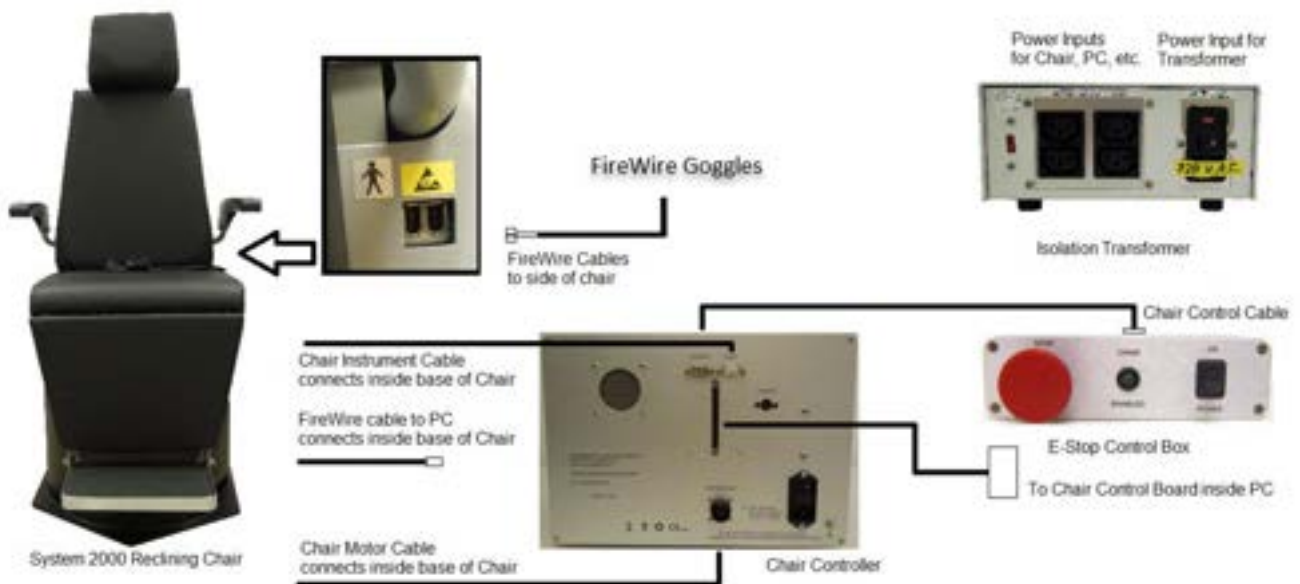 Power Inputs
for Chair, PC, etc.
Power Input for
Transformer
FireWire Goggles
FireWire Cables
to side of chair
Isolation Transformer
Chair Control Cable
Chair Instrument Cable
connects inside base of Chair
FireWire cable to PC
connects inside base of Chair
E-Stop Control Box
To Chair Control Board inside PC
System 2000 Reclining Chair
Chair Motor Cable
connects inside base of Chair
Chair Controller